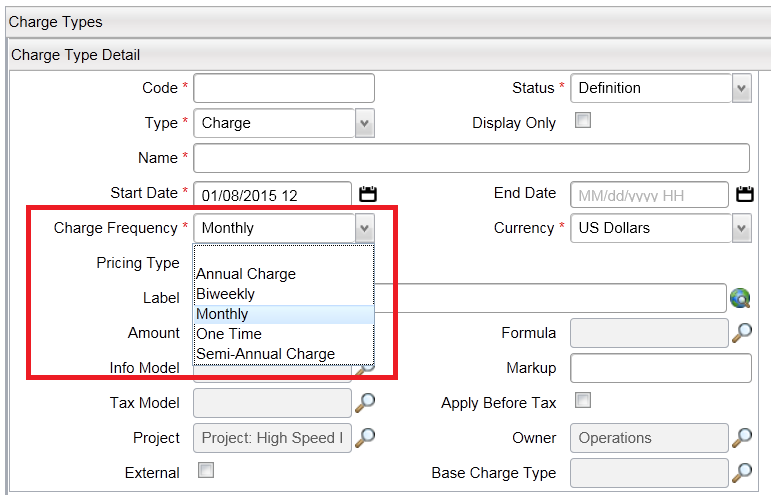 Charge Types
Charge Type Detail
Code *
Status * Definition
Type * Charge
Display Only
Name *
Start Date * 01/08/2015 12
End Date MM/dd/yyyy HH
Charge Frequency * Monthly
Currency * US Dollars
Pricing Type
Annual Charge
Biweekly
Label
Monthly
Amount
One Time
Formula
Semi-Annual Charge
Info Model
Markup
Tax Model
Apply Before Tax
Project Project: High Speed I
Owner Operations
External
Base Charge Type